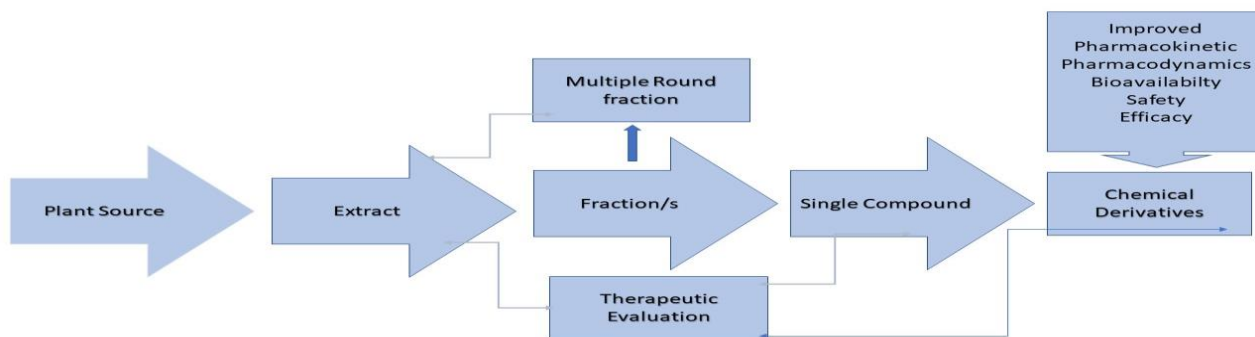 Improved
Pharmacokinetic
Pharmacodynamics
Bioavailabilty
Safety
Efficacy
Multiple Round
fraction
Plant Source
Extract
Fraction/s
Single Compound
Chemical
Derivatives
Therapeutic
Evaluation